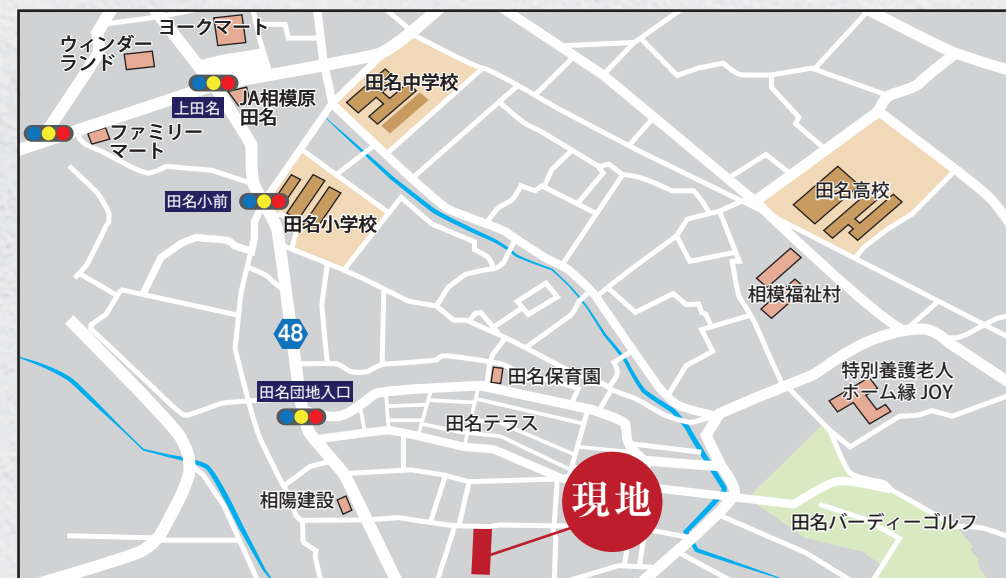 ヨークマート
ウィンダー
ランド
田名中学校
上田名
JA相模原
田名
ファミリー
マート
田名小前
田名小学校
田名高校
相模福祉村
48
田名団地入口
田名保育園
特別養護老人
ホーム縁 JOY
田名テラス
相陽建設
現地
田名バーディーゴルフ